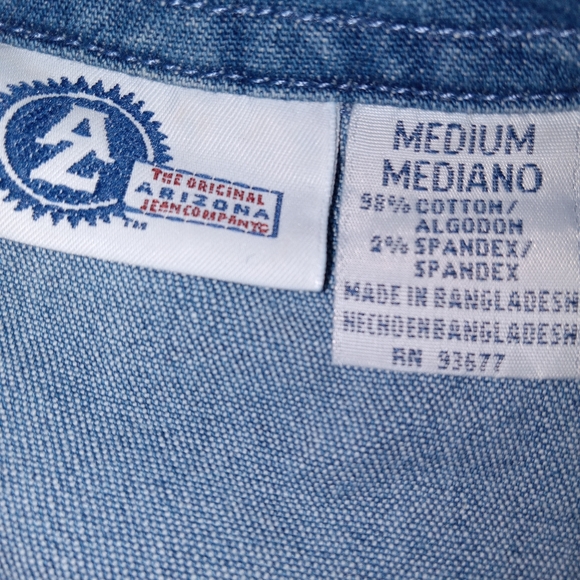 AZ
THE ORIGINAL
ARIZONA
JEAN COMPANY©
TM
MEDIUM
MEDIANO
98% COTTON/
ALGODON
2% SPANDEX/
SPANDEX
MADE IN BANGLADESH
HECHO EN BANGLADESH
RN 93677